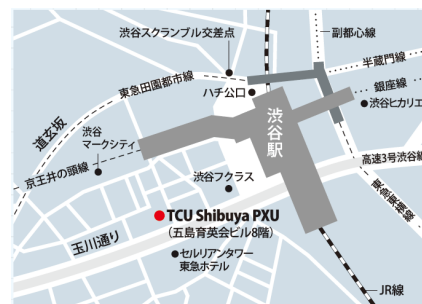 渋谷スクランブル交差点
副都心線
半蔵門線
東急田園都市線
ハチ公口
銀座線
渋谷ヒカリエ
道玄坂
渋谷
マークシティ
渋谷駅
京王井の頭線
高速3号渋谷線
渋谷フクラス
東急東横線
TCU Shibuya PXU
(五島育英会ビル8階)
玉川通り
セルリアンタワー
東急ホテル
JR線